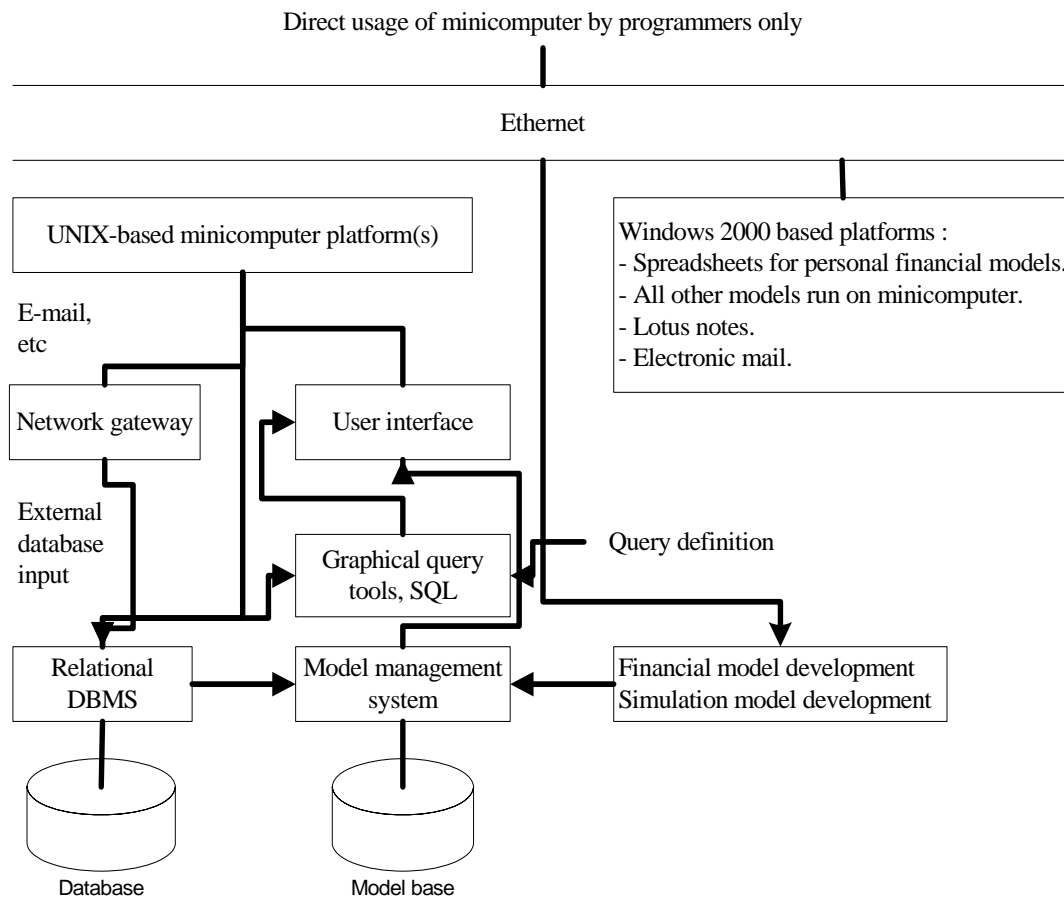 Direct usage of minicomputer by programmers only
Ethernet
UNIX-based minicomputer platform(s)
Windows 2000 based platforms :
- Spreadsheets for personal financial models.
- All other models run on minicomputer.
- Lotus notes.
- Electronic mail.
E-mail,
etc
Network gateway
User interface
External
database
input
Graphical query
tools, SQL
Query definition
Relational
DBMS
Model management
system
Financial model development
Simulation model development
Database
Model base